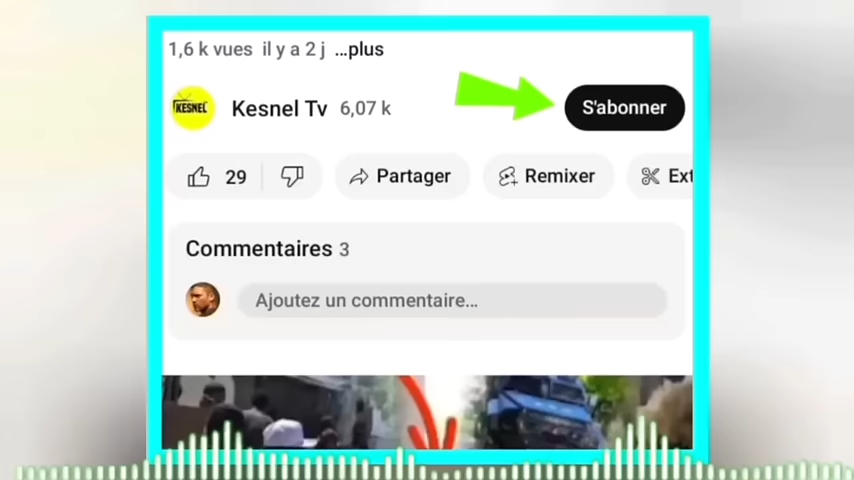 1,6 k vues il y a 2 j ...plus
KESNEL
Kesnel Tv 6,07 k
S'abonner
29
Partager
Remixer
Ext
Commentaires 3
Ajoutez un commentaire...